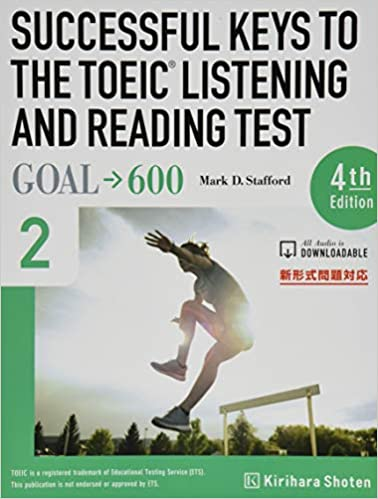 SUCCESSFUL KEYS TO
THE TOEIC® LISTENING
AND READING TEST
GOAL→600
Mark D. Stafford
4th
Edition
2
All Audio is
DOWNLOADABLE
新形式問題対応
TOEIC is a registered trademark of Educational Testing Service (ETS).
This publication is not endorsed or approved by ETS.
K Kirihara Shoten